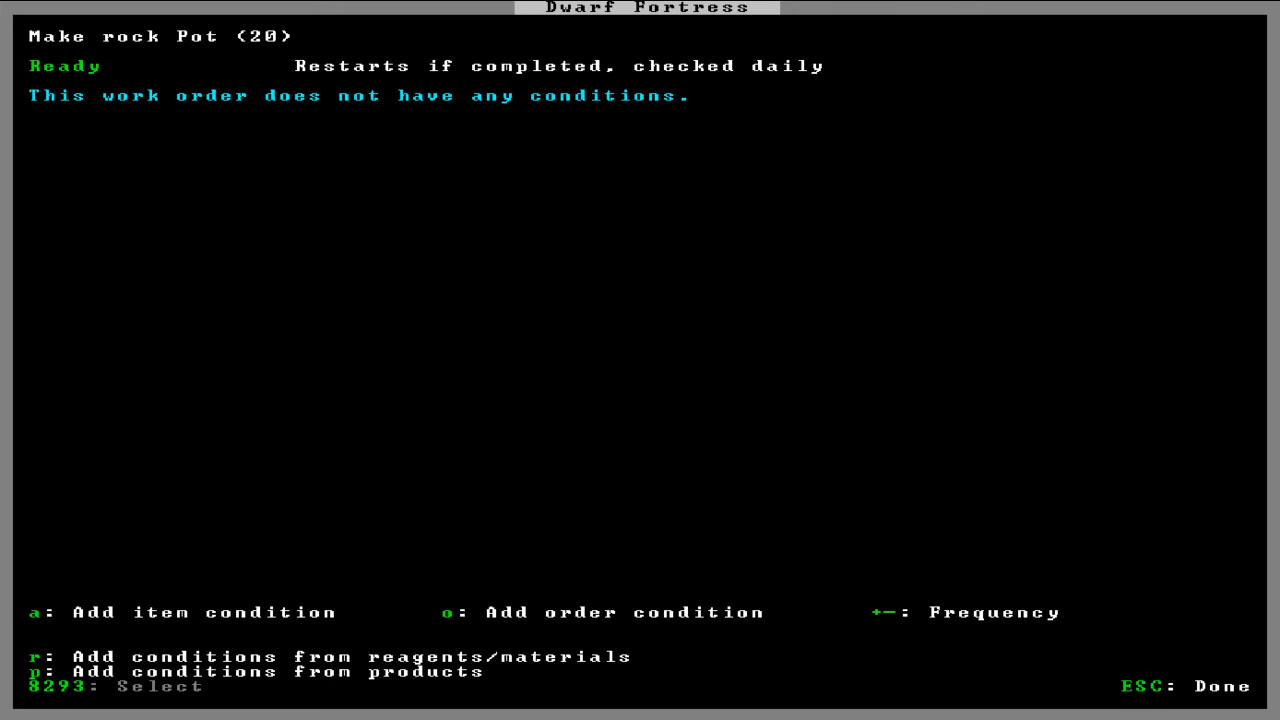 Dwarf Fortress
Make rock Pot (20)
Ready Restarts if completed, checked daily
This work order does not have any conditions.
a: Add item condition o: Add order condition +-: Frequency
r: Add conditions from reagents/materials
p: Add conditions from products
8293: Select ESC: Done